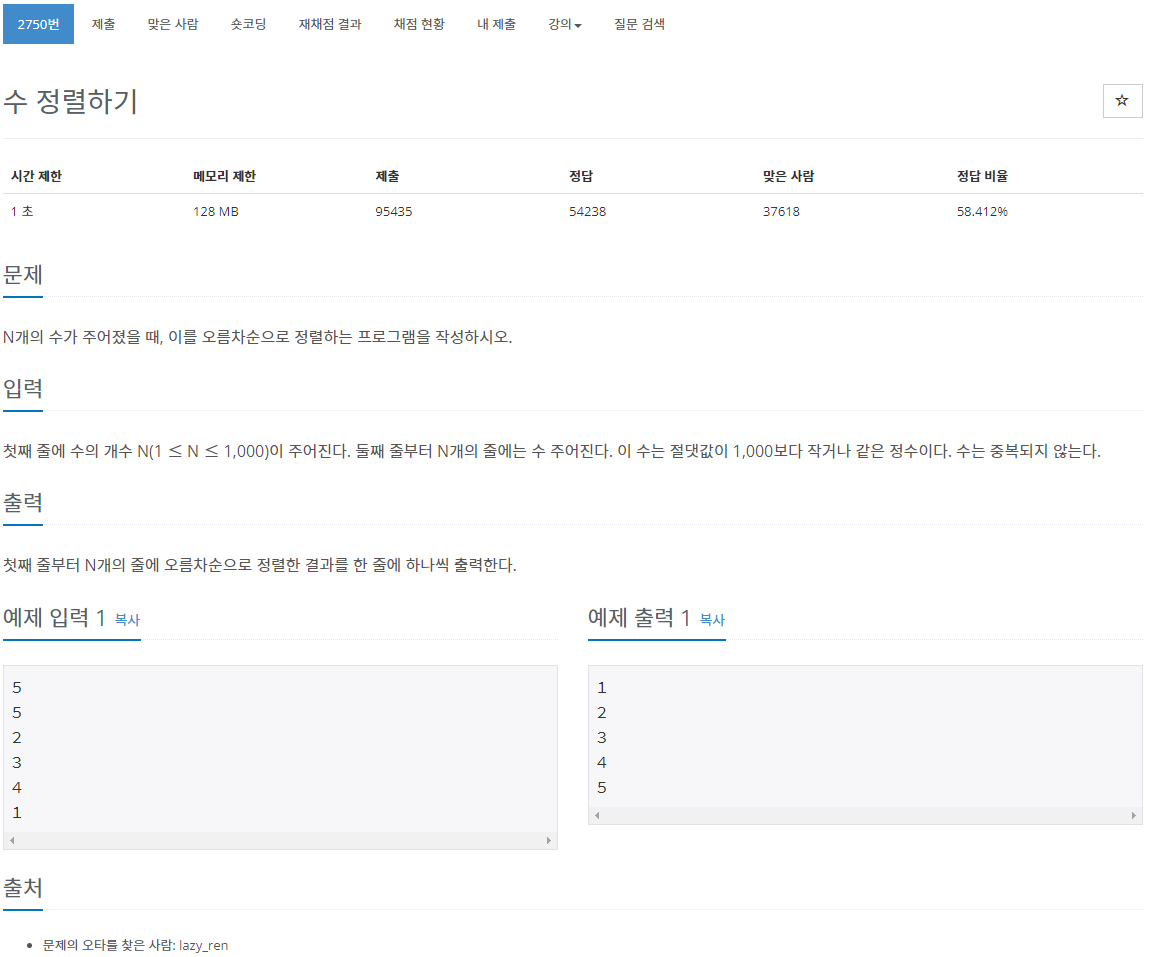 2750번 제출 맞은 사람 숏코딩 재채점 결과 채점 현황 내 제출 강의 질문 검색
수 정렬하기
시간 제한 메모리 제한 제출 정답 맞은 사람 정답 비율
1 초 128 MB 95435 54238 37618 58.412%
문제
N개의 수가 주어졌을 때, 이를 오름차순으로 정렬하는 프로그램을 작성하시오.
입력
첫째 줄에 수의 개수 N(1 ≤ N ≤ 1,000)이 주어진다. 둘째 줄부터 N개의 줄에는 수 주어진다. 이 수는 절댓값이 1,000보다 작거나 같은 정수이다. 수는 중복되지 않는다.
출력
첫째 줄부터 N개의 줄에 오름차순으로 정렬한 결과를 한 줄에 하나씩 출력한다.
예제 입력 1 복사
5
5
2
3
4
1
예제 출력 1 복사
1
2
3
4
5
출처
문제의 오타를 찾은 사람: lazy_ren